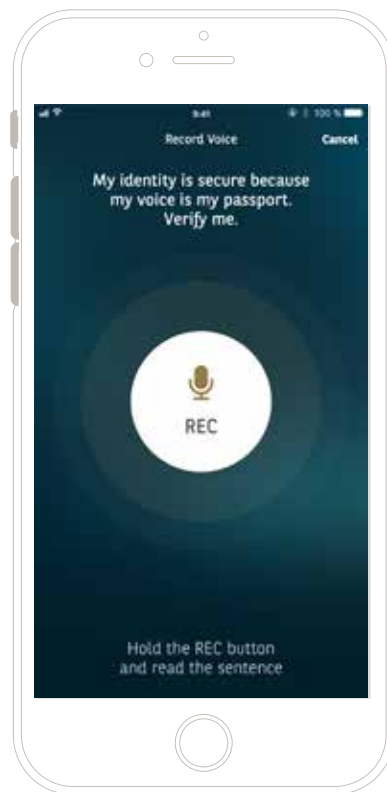 9:41 100 %
Record Voice Cancel
My identity is secure because
my voice is my passport.
Verify me.
REC
Hold the REC button
and read the sentence